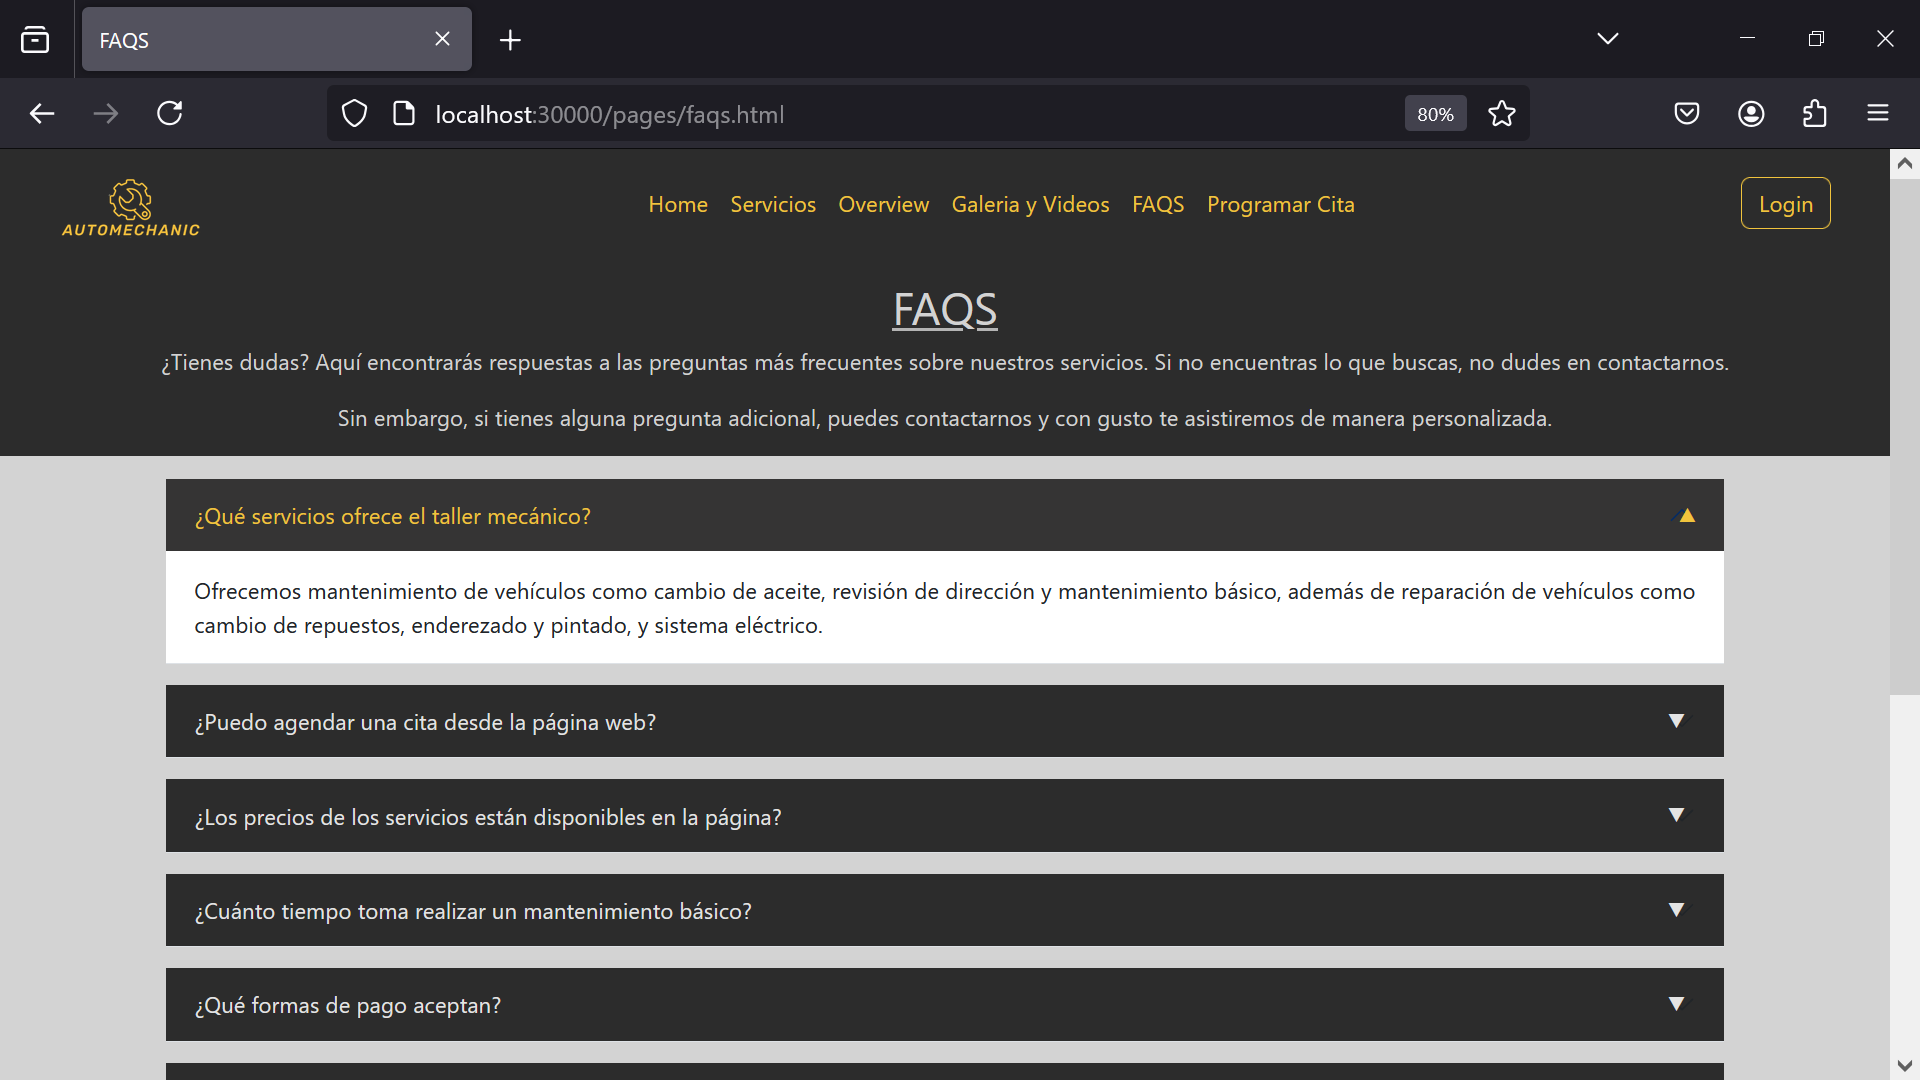 FAQS
localhost:30000/pages/faqs.html
80%
AUTOMECHANIC
Home Servicios Overview Galeria y Videos FAQS Programar Cita
Login
FAQS
¿Tienes dudas? Aquí encontrarás respuestas a las preguntas más frecuentes sobre nuestros servicios. Si no encuentras lo que buscas, no dudes en contactarnos.
Sin embargo, si tienes alguna pregunta adicional, puedes contactarnos y con gusto te asistiremos de manera personalizada.
¿Qué servicios ofrece el taller mecánico?
Ofrecemos mantenimiento de vehículos como cambio de aceite, revisión de dirección y mantenimiento básico, además de reparación de vehículos como
cambio de repuestos, enderezado y pintado, y sistema eléctrico.
¿Puedo agendar una cita desde la página web?
¿Los precios de los servicios están disponibles en la página?
¿Cuánto tiempo toma realizar un mantenimiento básico?
¿Qué formas de pago aceptan?